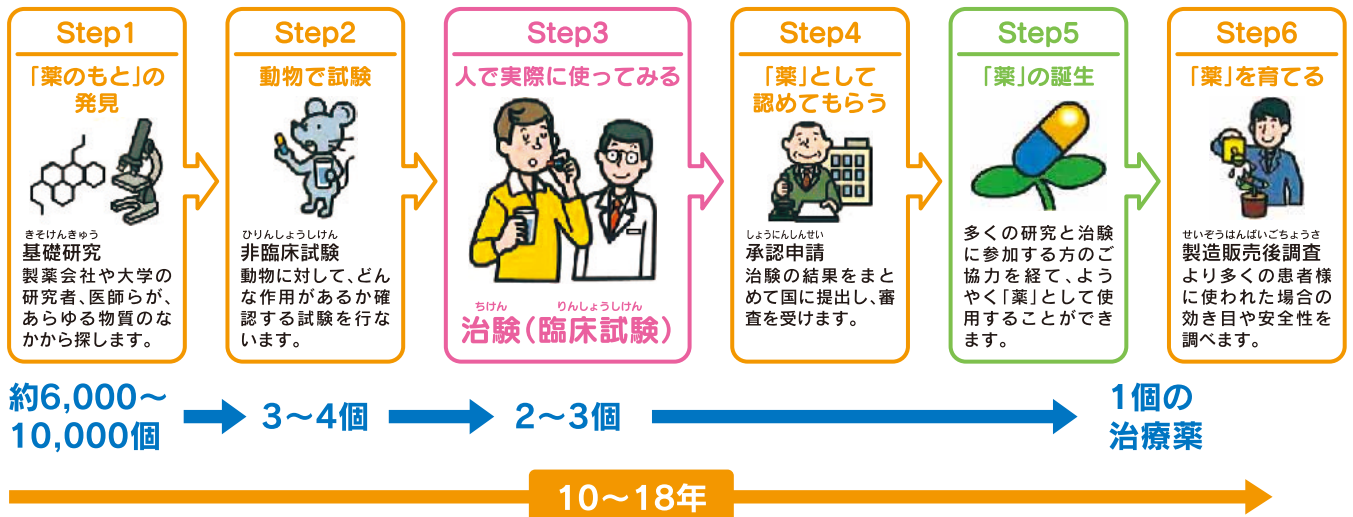 Step1
「薬のもと」の
発見
きそけんきゅう
基礎研究
製薬会社や大学の
研究者、医師らが、
あらゆる物質のな
かから探します。
Step2
動物で試験
ひりんしょうしけん
非臨床試験
動物に対して、どん
な作用があるか確
認する試験を行な
います。
Step3
人で実際に使ってみる
ちけん りんしょうしけん
治験(臨床試験)
Step4
「薬」として
認めてもらう
しょうにんしんせい
承認申請
治験の結果をまと
めて国に提出し、審
査を受けます。
Step5
「薬」の誕生
多くの研究と治験
に参加する方のご
協力を経て、よう
やく「薬」として使
用することができ
ます。
Step6
「薬」を育てる
せいぞうはんばいごちょうさ
製造販売後調査
より多くの患者様
に使われた場合の
効き目や安全性を
調べます。
約6,000〜
10,000個
3〜4個
2〜3個
1個の
治療薬
10〜18年